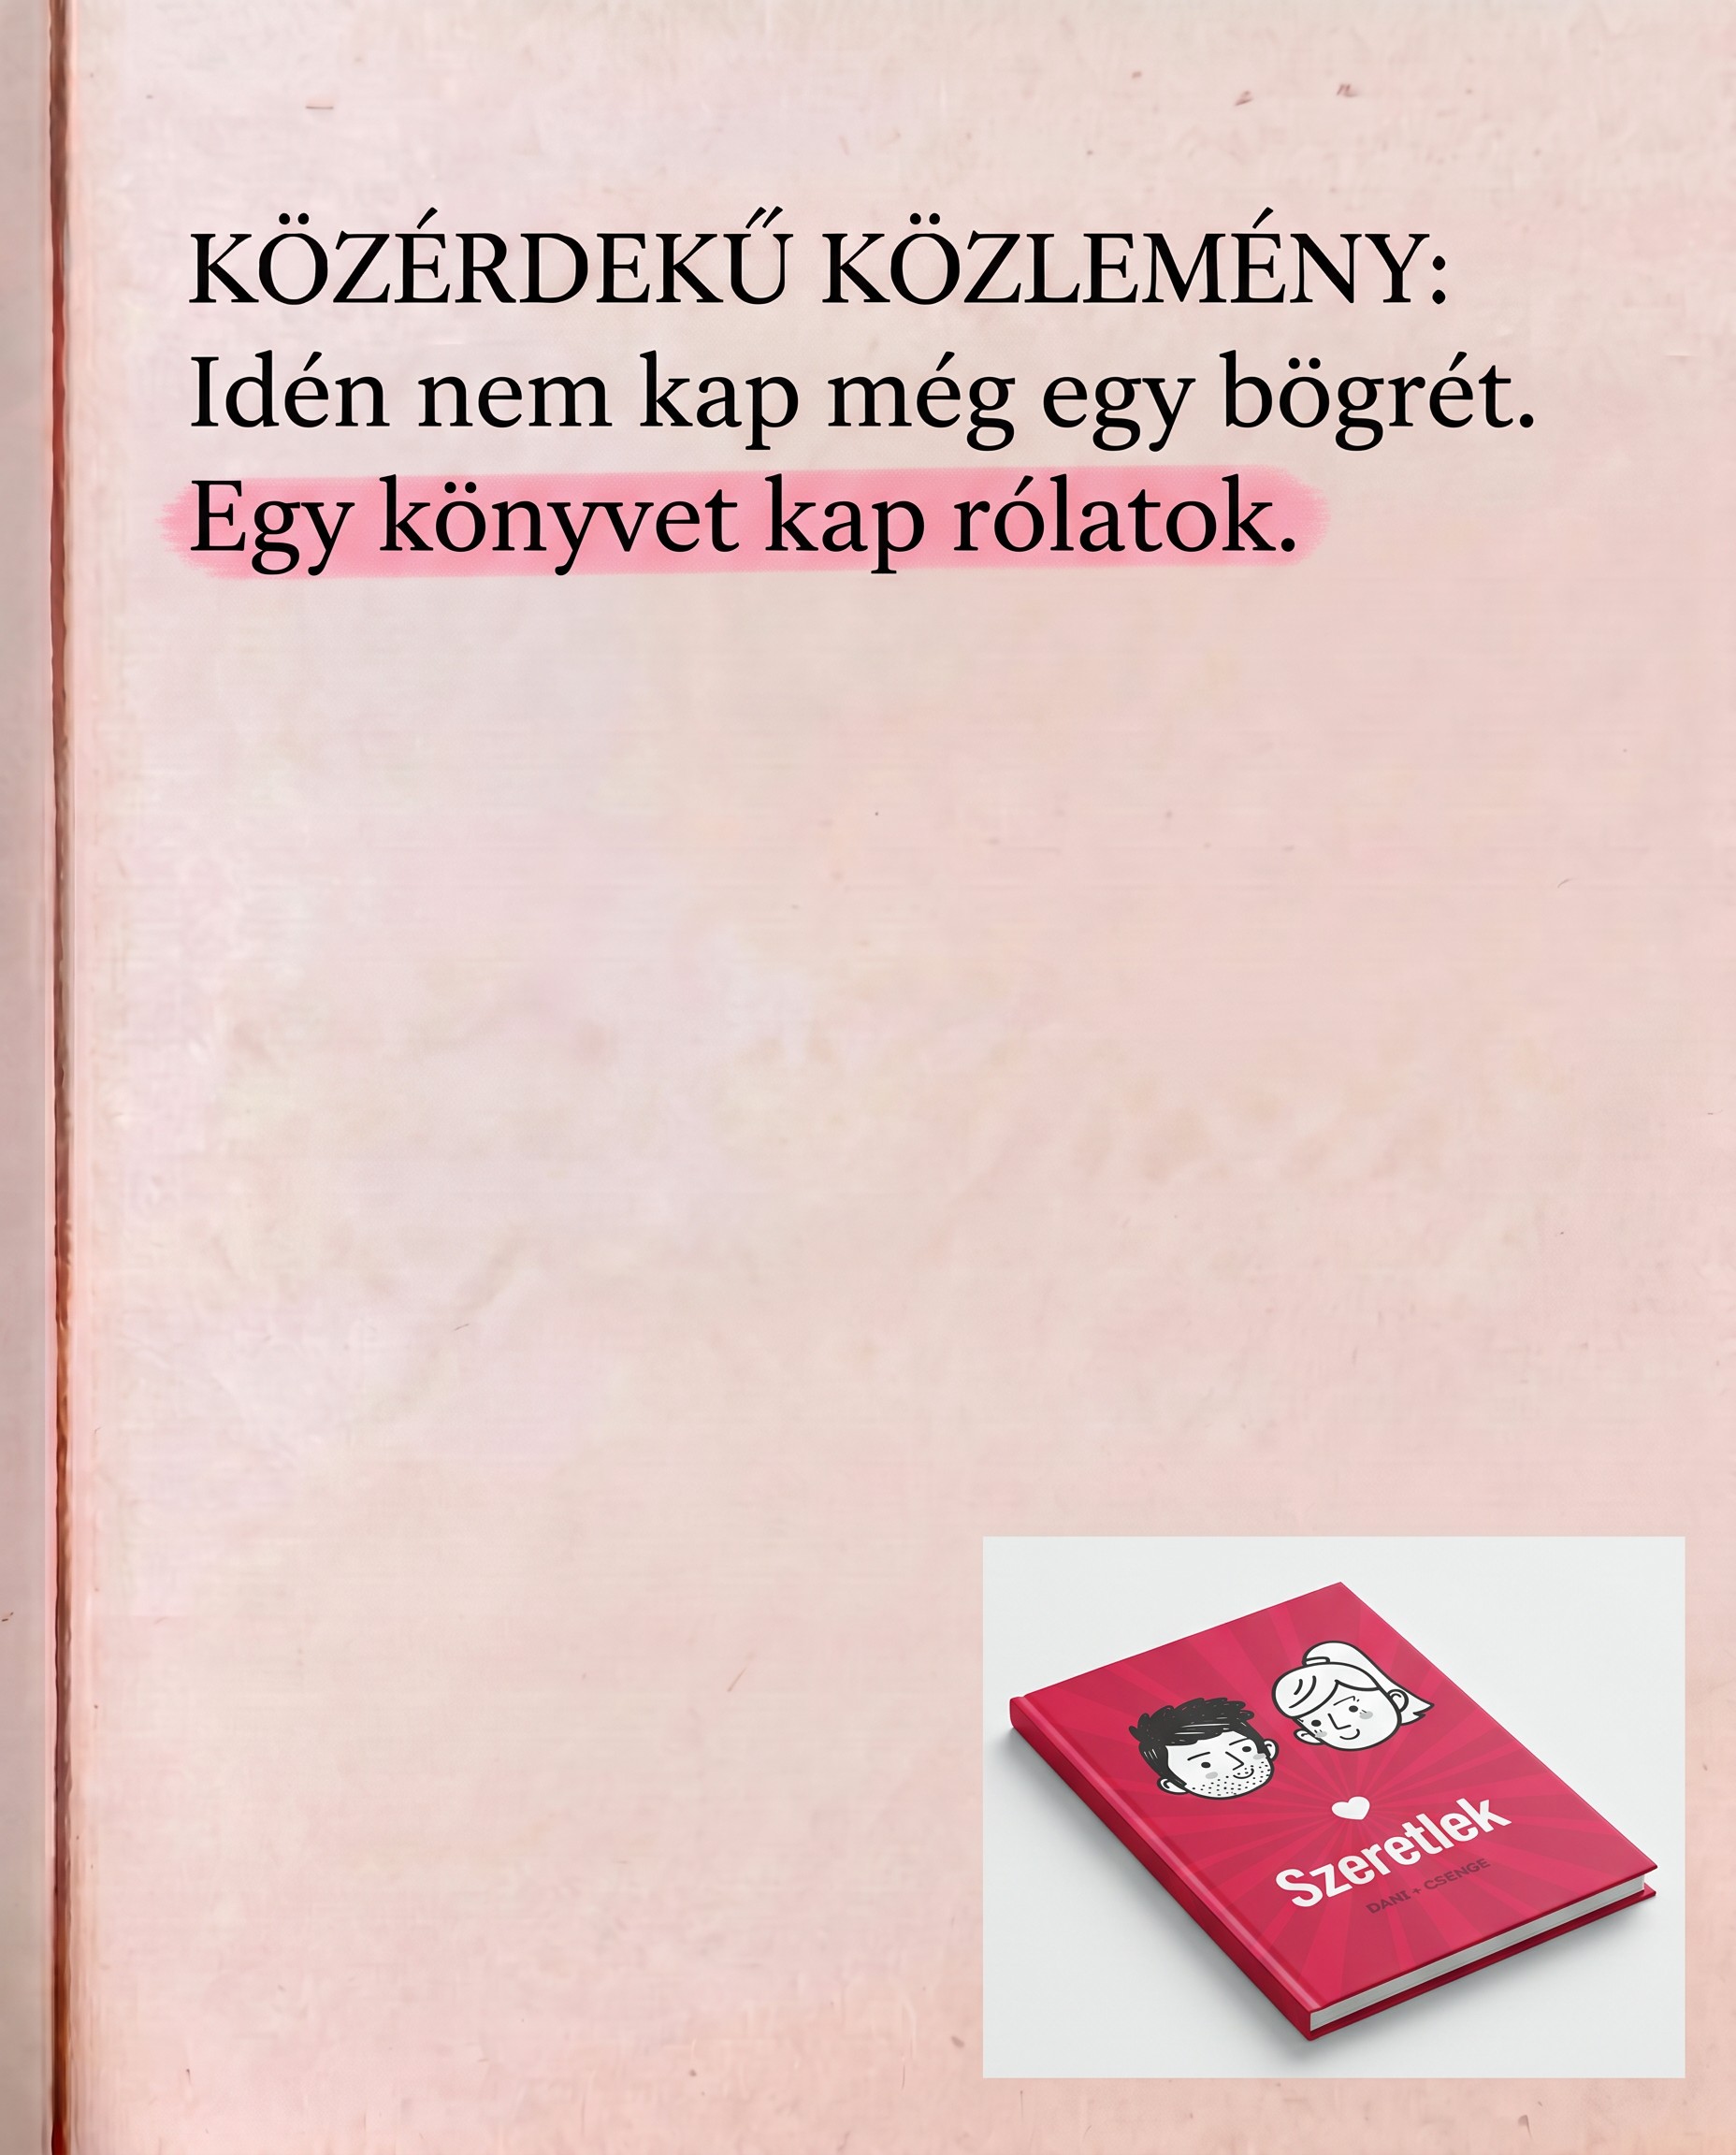 KÖZÉRDEKŰ KÖZLEMÉNY:
Idén nem kap még egy bögrét.
Egy könyvet kap rólatok.
Szeretlek
DANI + CSENGE